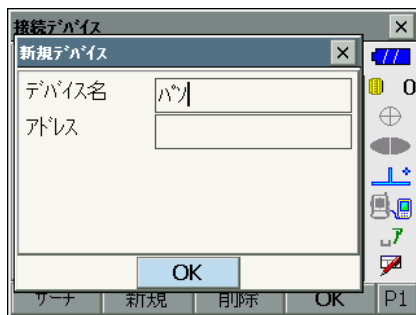 接続ﾃﾞﾊﾞｲｽ
新規ﾃﾞﾊﾞｲｽ
デバイス名 ﾊﾟｿ
ｱﾄﾞﾚｽ
0
ｱ
OK
サーチ 新規 削除 OK P1